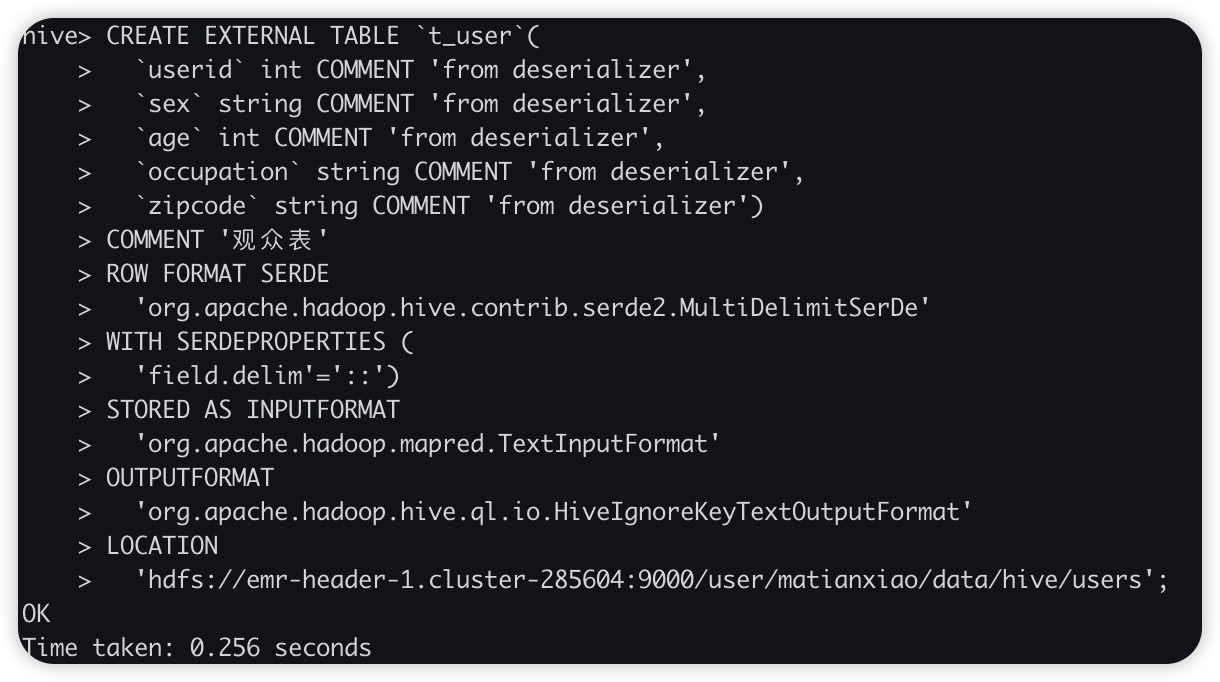 hive> CREATE EXTERNAL TABLE `t_user`(
    >   `userid` int COMMENT 'from deserializer',
    >   `sex` string COMMENT 'from deserializer',
    >   `age` int COMMENT 'from deserializer',
    >   `occupation` string COMMENT 'from deserializer',
    >   `zipcode` string COMMENT 'from deserializer')
    > COMMENT '观众表'
    > ROW FORMAT SERDE
    >   'org.apache.hadoop.hive.contrib.serde2.MultiDelimitSerDe'
    > WITH SERDEPROPERTIES (
    >   'field.delim'='::')
    > STORED AS INPUTFORMAT
    >   'org.apache.hadoop.mapred.TextInputFormat'
    > OUTPUTFORMAT
    >   'org.apache.hadoop.hive.ql.io.HiveIgnoreKeyTextOutputFormat'
    > LOCATION
    >   'hdfs://emr-header-1.cluster-285604:9000/user/matianxiao/data/hive/users';
OK
Time taken: 0.256 seconds